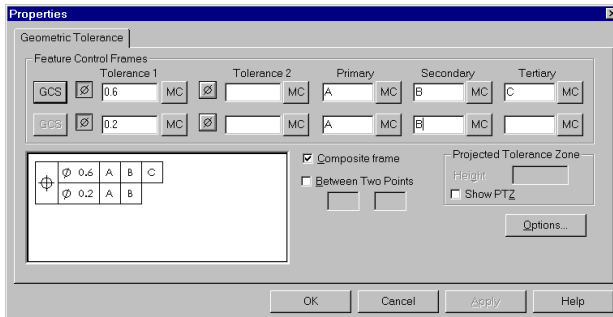 Properties
Geometric Tolerance
Feature Control Frames
Tolerance 1 Tolerance 2 Primary Secondary Tertiary
GCS Ø 0.6 MC Ø MC A MC B MC C MC
GCS Ø 0.2 MC Ø MC A MC B MC MC
Ø 0.6 A B C
Ø 0.2 A B
Composite frame
Between Two Points
Projected Tolerance Zone
Height
Show PTZ
Options...
OK Cancel Apply Help